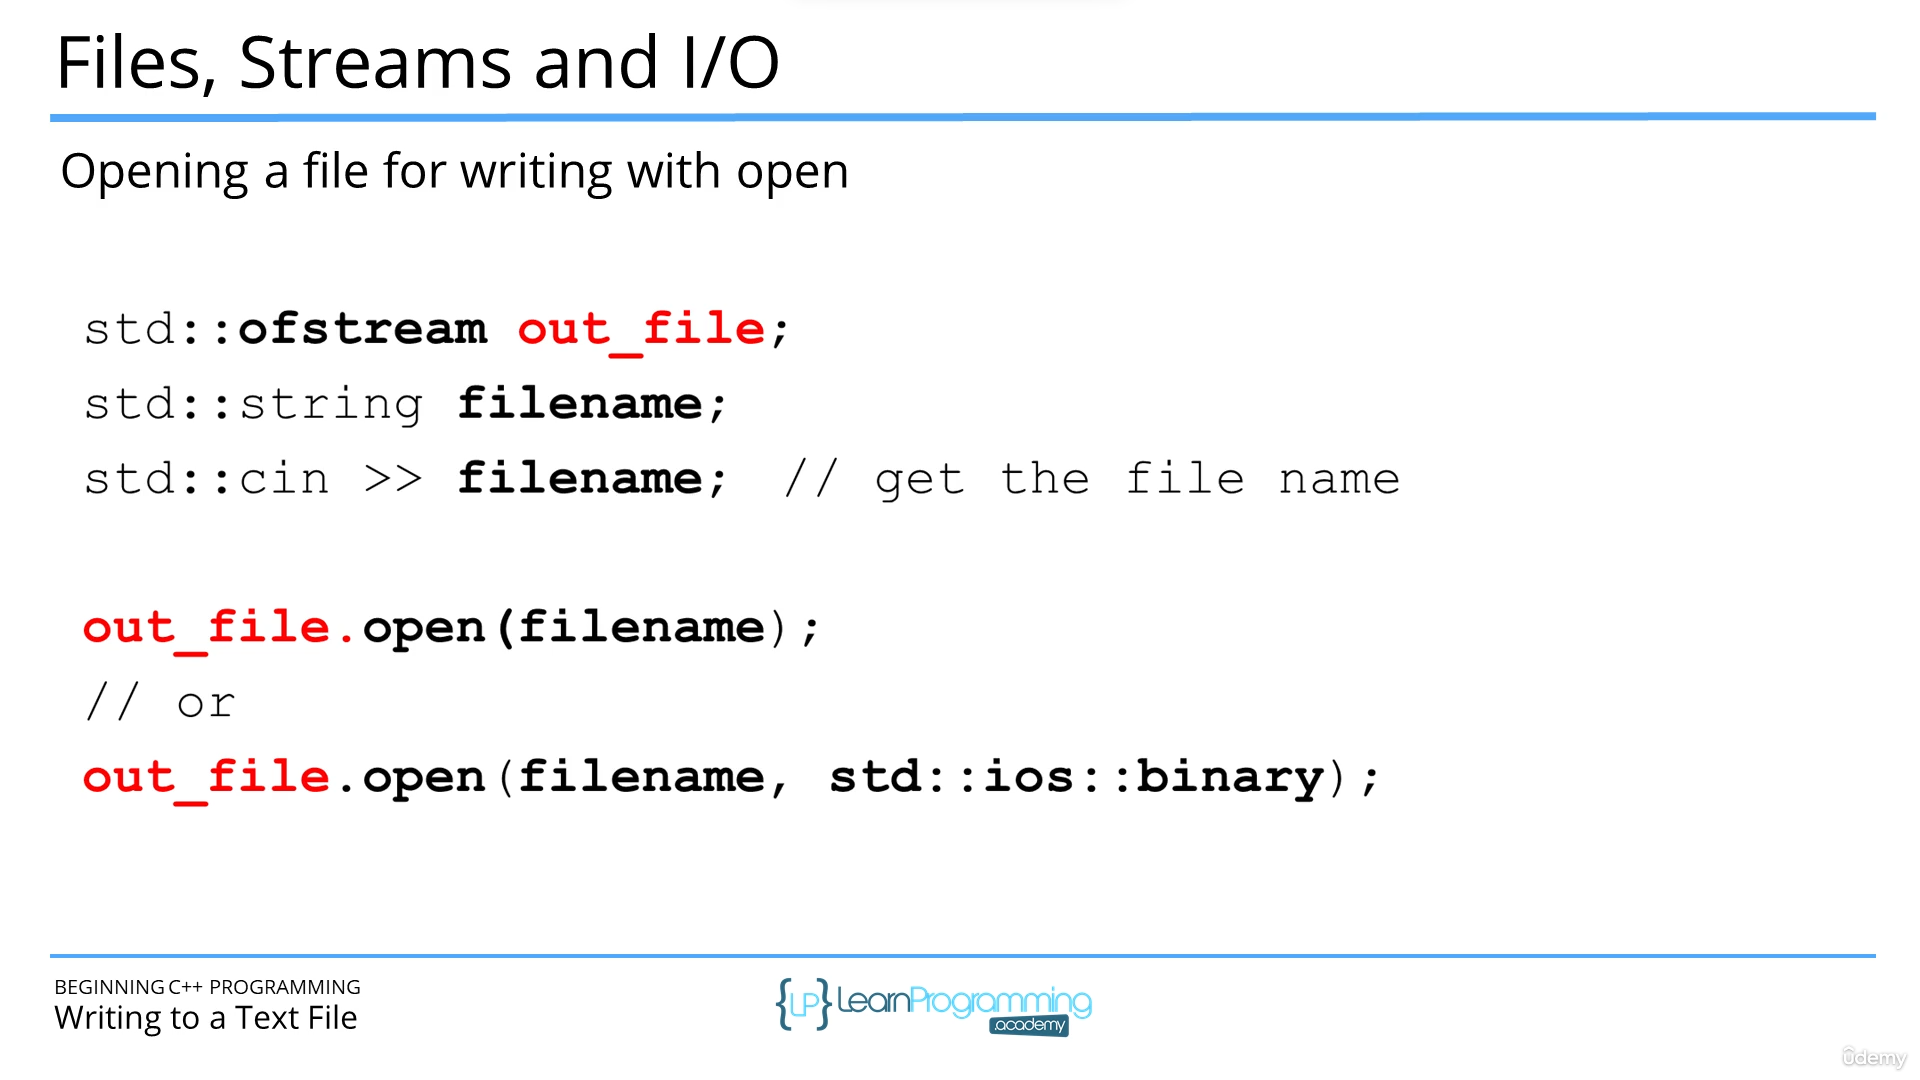 Files, Streams and I/O
Opening a file for writing with open
std::ofstream out_file;
std::string filename;
std::cin >> filename; // get the file name
out_file.open(filename);
// or
out_file.open(filename, std::ios::binary);
BEGINNING C++ PROGRAMMING
Writing to a Text File
{LP} LearnProgramming
.academy
ûdemy